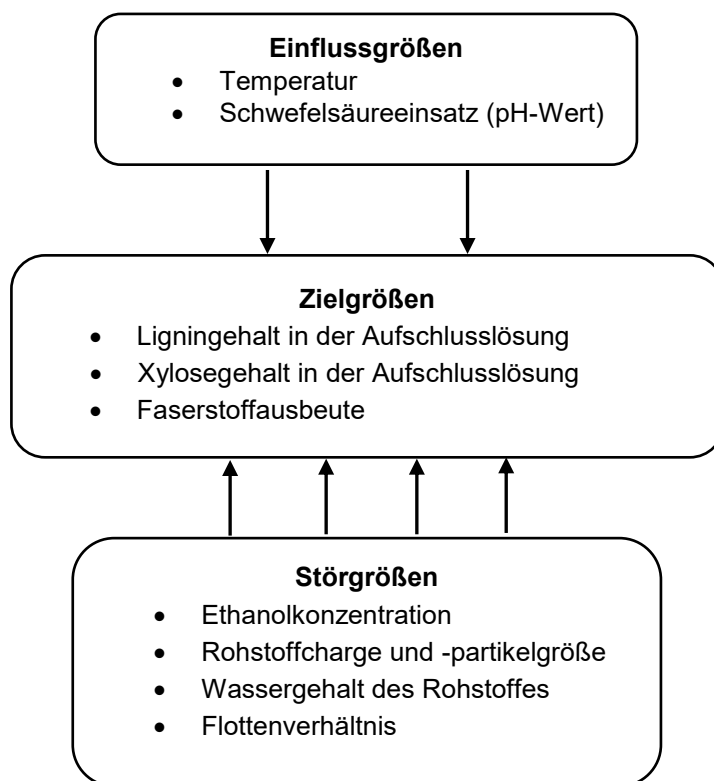 Einflussgrößen
• Temperatur
• Schwefelsäureeinsatz (pH-Wert)
Zielgrößen
• Ligningehalt in der Aufschlusslösung
• Xylosegehalt in der Aufschlusslösung
• Faserstoffausbeute
Störgrößen
• Ethanolkonzentration
• Rohstoffcharge und -partikelgröße
• Wassergehalt des Rohstoffes
• Flottenverhältnis